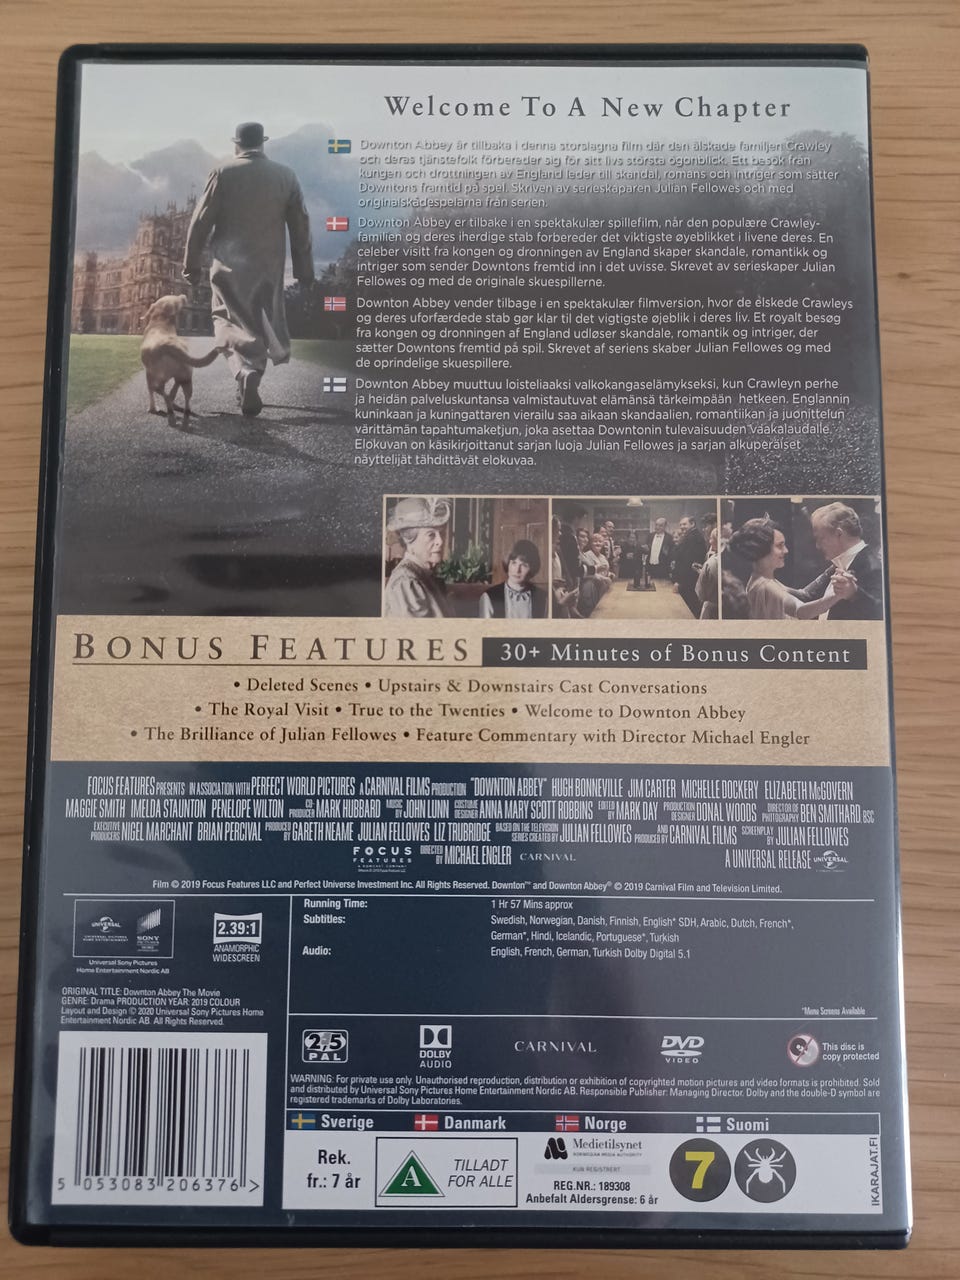 Welcome To A New Chapter
Downton Abbey är tillbaka i denna storslagna film där den älskade familjen Crawley
och deras tjänstefolk förbereder sig för sitt livs största ögonblick. Ett besök från
kungen och drottningen av England leder till skandal, romans och intriger som sätter
Downtons framtid på spel. Skriven av serieskaparen Julian Fellowes och med
originalskådespelarna från serien.
Downton Abbey er tilbake i en spektakulær spillefilm, når den populære Crawley-
familien og deres iherdige stab forbereder det viktigste øyeblikket i livene deres. En
celeber visitt fra kongen og dronningen av England skaper skandale, romantikk og
intriger som sender Downtons fremtid inn i det uvisse. Skrevet av serieskaper Julian
Fellowes og med de originale skuespillerne.
Downton Abbey vender tilbage i en spektakulær filmversion, hvor de elskede Crawleys
og deres uforfærdede stab gør klar til det vigtigste øjeblik i deres liv. Et royalt besøg
fra kongen og dronningen af England udløser skandale, romantik og intriger, der
sætter Downtons fremtid på spil. Skrevet af seriens skaber Julian Fellowes og med
de oprindelige skuespillere.
Downton Abbey muuttuu loisteliaaksi valkokangaselämykseksi, kun Crawleyn perhe
ja heidän palveluskuntansa valmistautuvat elämänsä tärkeimpään hetkeen. Englannin
kuninkaan ja kuningattaren vierailu saa aikaan skandaalien, romantiikan ja juonittelun
värittämän tapahtumaketjun, joka asettaa Downtonin tulevaisuuden vaakalaudalle.
Elokuvan on käsikirjoittanut sarjan luoja Julian Fellowes ja sarjan alkuperäiset
näyttelijät tähdittävät elokuvaa.
BONUS FEATURES 30+ Minutes of Bonus Content
• Deleted Scenes • Upstairs & Downstairs Cast Conversations
• The Royal Visit • True to the Twenties • Welcome to Downton Abbey
• The Brilliance of Julian Fellowes • Feature Commentary with Director Michael Engler
FOCUS FEATURES PRESENTS IN ASSOCIATION WITH PERFECT WORLD PICTURES A CARNIVAL FILMS PRODUCTION "DOWNTON ABBEY" HUGH BONNEVILLE JIM CARTER MICHELLE DOCKERY ELIZABETH McGOVERN
MAGGIE SMITH IMELDA STAUNTON PENELOPE WILTON CO-PRODUCER MARK HUBBARD MUSIC BY JOHN LUNN COSTUME DESIGNER ANNA MARY SCOTT ROBBINS EDITED BY MARK DAY PRODUCTION DESIGNER DONAL WOODS DIRECTOR OF PHOTOGRAPHY BEN SMITHARD BSC
EXECUTIVE PRODUCERS NIGEL MARCHANT BRIAN PERCIVAL PRODUCED BY GARETH NEAME JULIAN FELLOWES LIZ TRUBRIDGE BASED ON THE TELEVISION SERIES CREATED BY JULIAN FELLOWES AND PRODUCED BY CARNIVAL FILMS SCREENPLAY BY JULIAN FELLOWES
FOCUS FEATURES DIRECTED BY MICHAEL ENGLER CARNIVAL A UNIVERSAL RELEASE UNIVERSAL
Film © 2019 Focus Features LLC and Perfect Universe Investment Inc. All Rights Reserved. Downton™ and Downton Abbey® © 2019 Carnival Film and Television Limited.
UNIVERSAL SONY
Universal Sony Pictures
Home Entertainment Nordic AB
2.39:1
ANAMORPHIC
WIDESCREEN
Running Time: 1 Hr 57 Mins approx
Subtitles: Swedish, Norwegian, Danish, Finnish, English* SDH, Arabic, Dutch, French*,
German*, Hindi, Icelandic, Portuguese*, Turkish
Audio: English, French, German, Turkish Dolby Digital 5.1
*Menu Screens Available
ORIGINAL TITLE: Downton Abbey The Movie
GENRE: Drama PRODUCTION YEAR: 2019 COLOUR
Layout and Design © 2020 Universal Sony Pictures Home
Entertainment Nordic AB. All Rights Reserved.
2,5
PAL
DOLBY
AUDIO
CARNIVAL
DVD
VIDEO
This disc is
copy protected
WARNING: For private use only. Unauthorised reproduction, distribution or exhibition of copyrighted motion pictures and video formats is prohibited. Sold
and distributed by Universal Sony Pictures Home Entertainment Nordic AB. Responsible Publisher: Managing Director. Dolby and the double-D symbol are
registered trademarks of Dolby Laboratories.
Sverige Danmark Norge Suomi
Rek.
fr.: 7 år
A
TILLADT
FOR ALLE
Medietilsynet
NORWEGIAN MEDIA AUTHORITY
KUN REGISTRERT
REG.NR.: 189308
Anbefalt Aldersgrense: 6 år
7
IKARAJAT.FI
5 053083 206376 >